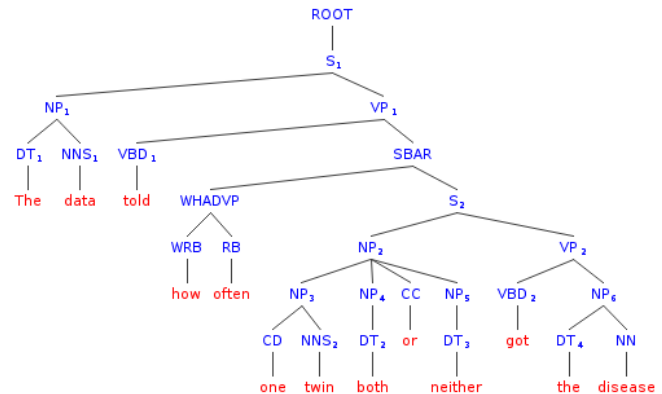 ROOT
S₁
NP₁ VP₁
DT₁ NNS₁ VBD₁ SBAR
The data told WHADVP S₂
WRB RB NP₂ VP₂
how often NP₃ NP₄ CC NP₅ VBD₂ NP₆
CD NNS₂ DT₂ or DT₃ got DT₄ NN
one twin both neither the disease